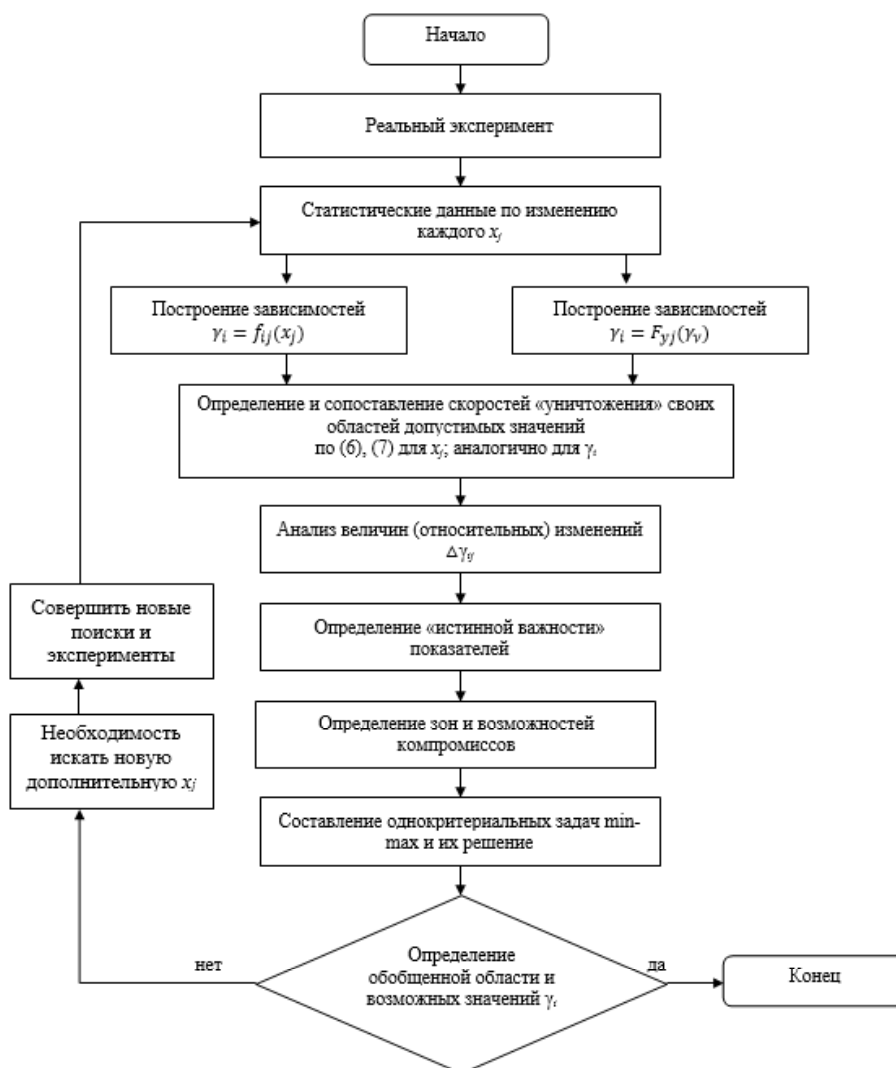 Начало
Реальный эксперимент
Статистические данные по изменению
каждого xⱼ
Построение зависимостей
γᵢ = fᵢⱼ(xⱼ)
Построение зависимостей
γᵢ = Fᵧⱼ(γᵥ)
Определение и сопоставление скоростей «уничтожения» своих
областей допустимых значений
по (6), (7) для xⱼ; аналогично для γᵢ
Анализ величин (относительных) изменений
Δγᵢⱼ
Определение «истинной важности»
показателей
Определение зон и возможностей
компромиссов
Составление однокритериальных задач min-
max и их решение
Совершить новые
поиски и
эксперименты
Необходимость
искать новую
дополнительную xⱼ
нет
Определение
обобщенной области и
возможных значений γᵢ
да
Конец